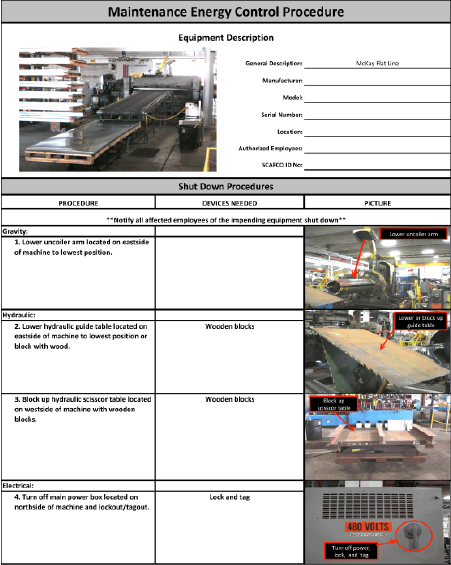 Maintenance Energy Control Procedure
Equipment Description
General Description: McKay Flat Line
Manufacturer:
Model:
Serial Number:
Location:
Authorized Employees:
SCAFCO ID No:
Shut Down Procedures
PROCEDURE DEVICES NEEDED PICTURE
**Notify all affected employees of the impending equipment shut down**
Gravity:
1. Lower uncoiler arm located on eastside
of machine to lowest position.
Lower uncoiler arm
Hydraulic:
2. Lower hydraulic guide table located on
eastside of machine to lowest position or
block with wood.
Wooden blocks
Lower or block up
guide table
3. Block up hydraulic scisscor table located
on westside of machine with wooden
blocks.
Wooden blocks
Block up
scisscor table
Electrical:
4. Turn off main power box located on
northside of machine and lockout/tagout.
Lock and tag
480 VOLTS
Turn off power,
lock, and tag